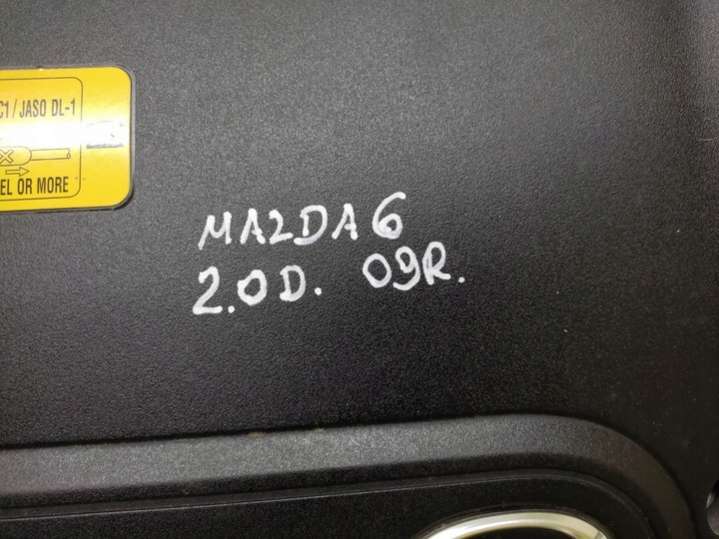 C1 / JASO DL-1
EL OR MORE
MAZDA 6
2.0D. 09R.